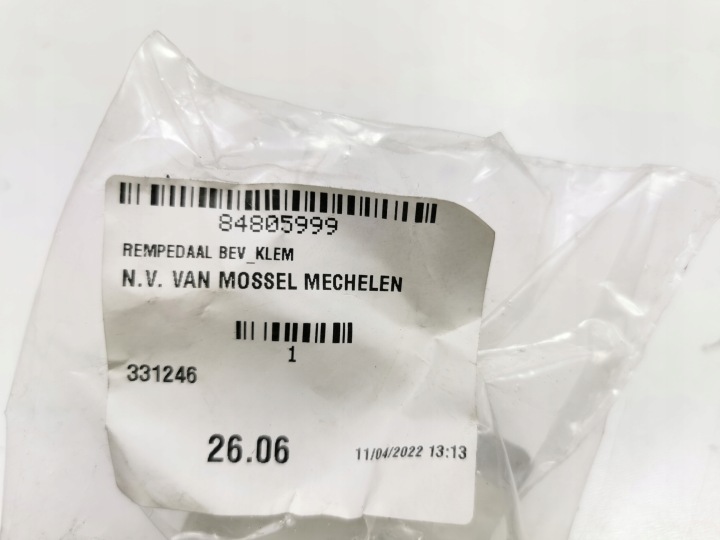 84805999
REMPEDAAL BEV_KLEM
N.V. VAN MOSSEL MECHELEN
1
331246
26.06
11/04/2022 13:13